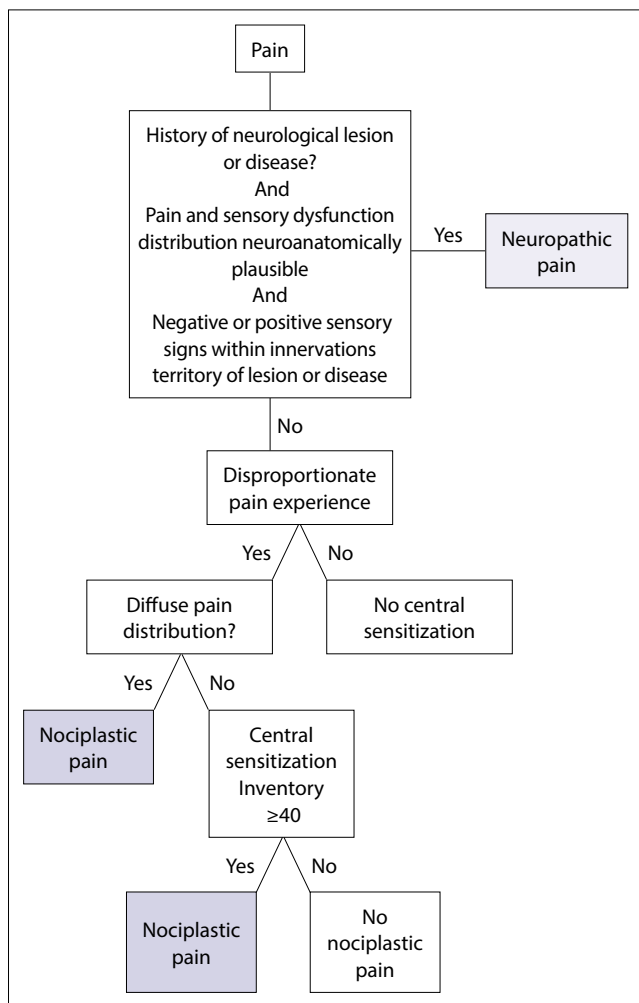 Pain
History of neurological lesion
or disease?
And
Pain and sensory dysfunction
distribution neuroanatomically
plausible
And
Negative or positive sensory
signs within innervations
territory of lesion or disease
Yes
Neuropathic
pain
No
Disproportionate
pain experience
Yes
No
Diffuse pain
distribution?
No central
sensitization
Yes
No
Nociplastic
pain
Central
sensitization
Inventory
≥40
Yes
No
Nociplastic
pain
No
nociplastic
pain